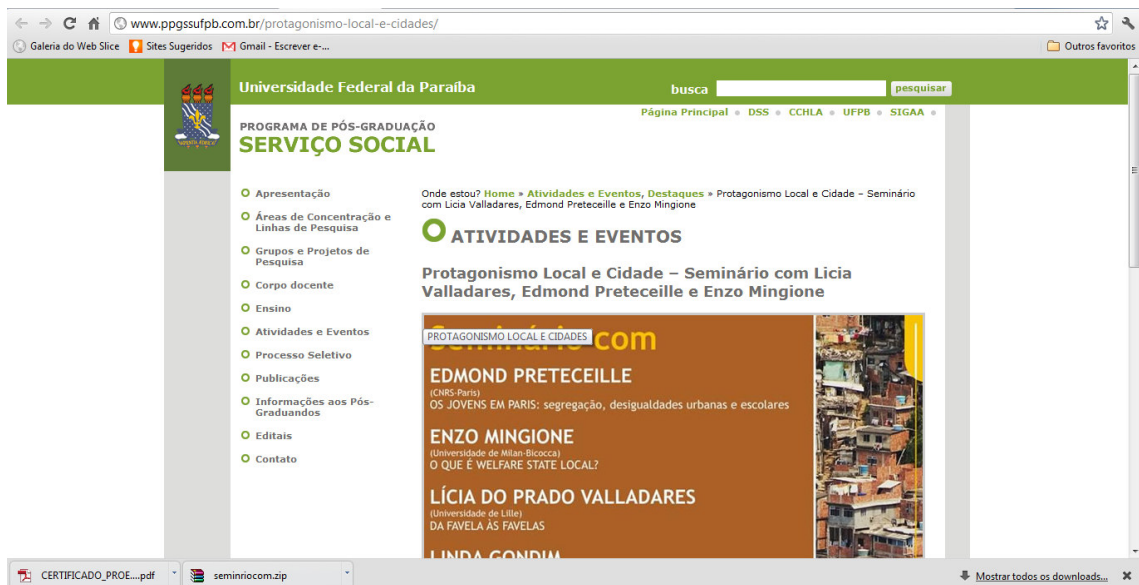 www.ppgssufpb.com.br/protagonismo-local-e-cidades/
Galeria do Web Slice Sites Sugeridos Gmail - Escrever e-... Outros favoritos
Universidade Federal da Paraíba busca pesquisar
Página Principal DSS CCHLA UFPB SIGAA
PROGRAMA DE PÓS-GRADUAÇÃO
SERVIÇO SOCIAL
Apresentação
Áreas de Concentração e
Linhas de Pesquisa
Grupos e Projetos de
Pesquisa
Corpo docente
Ensino
Atividades e Eventos
Processo Seletivo
Publicações
Informações aos Pós-
Graduandos
Editais
Contato
Onde estou? Home » Atividades e Eventos, Destaques » Protagonismo Local e Cidade – Seminário
com Licia Valladares, Edmond Preteceille e Enzo Mingione
ATIVIDADES E EVENTOS
Protagonismo Local e Cidade – Seminário com Licia
Valladares, Edmond Preteceille e Enzo Mingione
Seminário com
PROTAGONISMO LOCAL E CIDADES
EDMOND PRETECEILLE
(CNRS-Paris)
OS JOVENS EM PARIS: segregação, desigualdades urbanas e escolares
ENZO MINGIONE
(Universidade de Milan-Bicocca)
O QUE É WELFARE STATE LOCAL?
LÍCIA DO PRADO VALLADARES
(Universidade de Lille)
DA FAVELA ÀS FAVELAS
LINDA GONDIM
CERTIFICADO_PROE....pdf seminriocom.zip Mostrar todos os downloads...